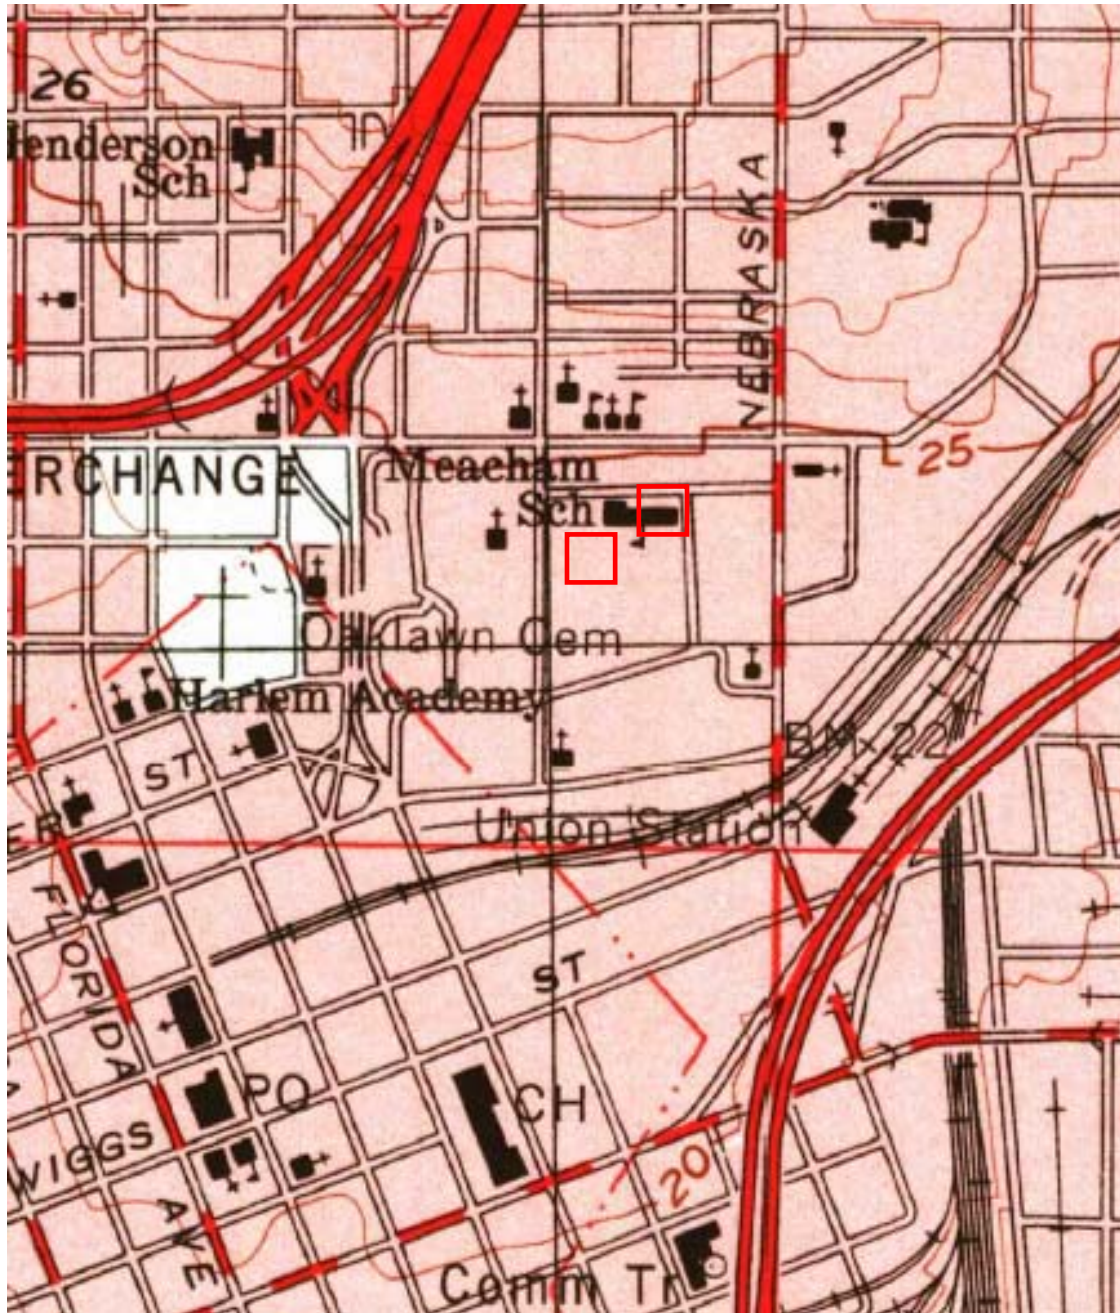 AVE
26
Henderson
Sch
NEBRASKA
ERCHANGE
Meacham
Sch
25
Oaklawn Cem
Harlem Academy
ST
BM × 22
Union Station
FLORIDA
ST
PO
CH
WIGGS
20
AVE
Comm Tr